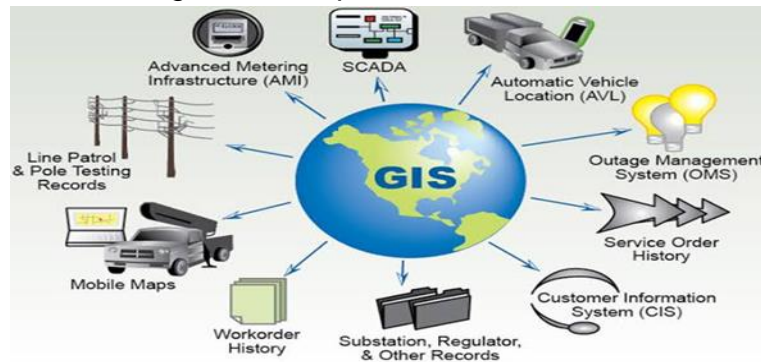 Advanced Metering
Infrastructure (AMI)
SCADA
Automatic Vehicle
Location (AVL)
Line Patrol
& Pole Testing
Records
GIS
Outage Management
System (OMS)
Service Order
History
Mobile Maps
Workorder
History
Substation, Regulator,
& Other Records
Customer Information
System (CIS)